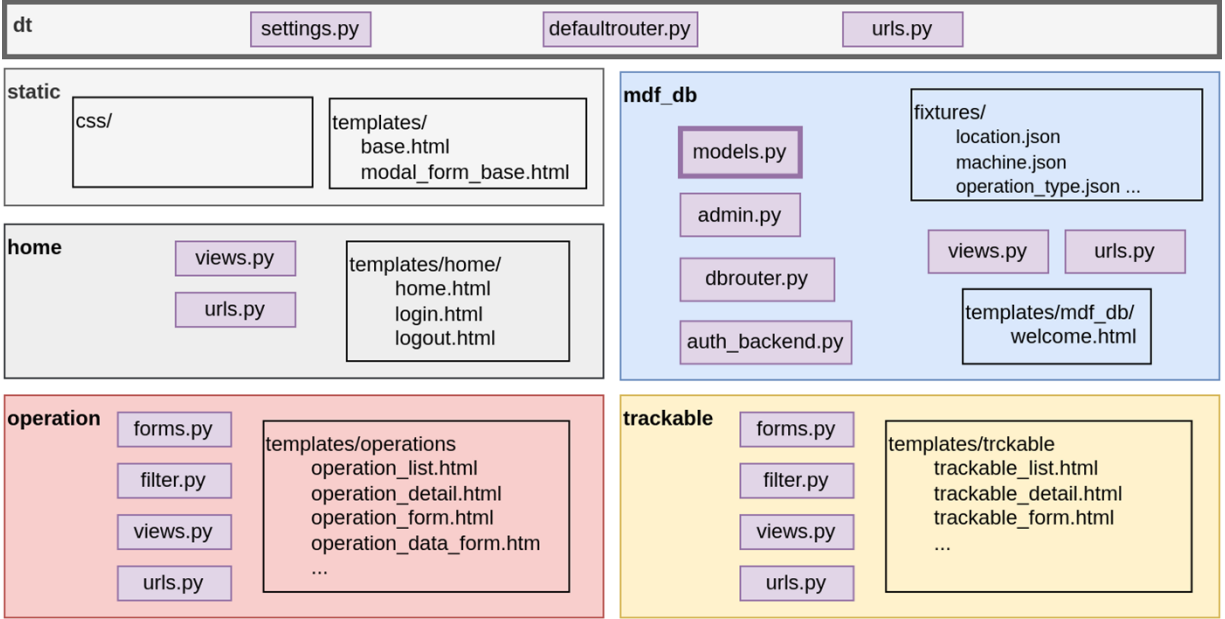 dt
settings.py
defaultrouter.py
urls.py
static
css/
templates/
base.html
modal_form_base.html
home
views.py
urls.py
templates/home/
home.html
login.html
logout.html
mdf_db
models.py
admin.py
dbrouter.py
auth_backend.py
fixtures/
location.json
machine.json
operation_type.json ...
views.py
urls.py
templates/mdf_db/
welcome.html
operation
forms.py
filter.py
views.py
urls.py
templates/operations
operation_list.html
operation_detail.html
operation_form.html
operation_data_form.htm
...
trackable
forms.py
filter.py
views.py
urls.py
templates/trckable
trackable_list.html
trackable_detail.html
trackable_form.html
...